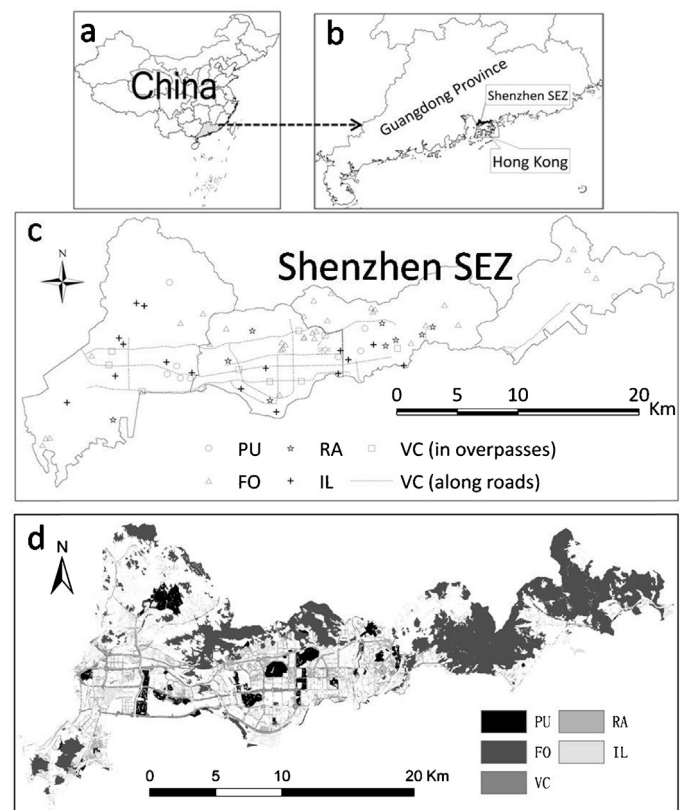 a
China
b
Guangdong Province
Shenzhen SEZ
Hong Kong
c
N
Shenzhen SEZ
0 5 10 20
Km
PU RA VC (in overpasses)
FO IL VC (along roads)
d
N
PU RA
FO IL
VC
0 5 10 20 Km